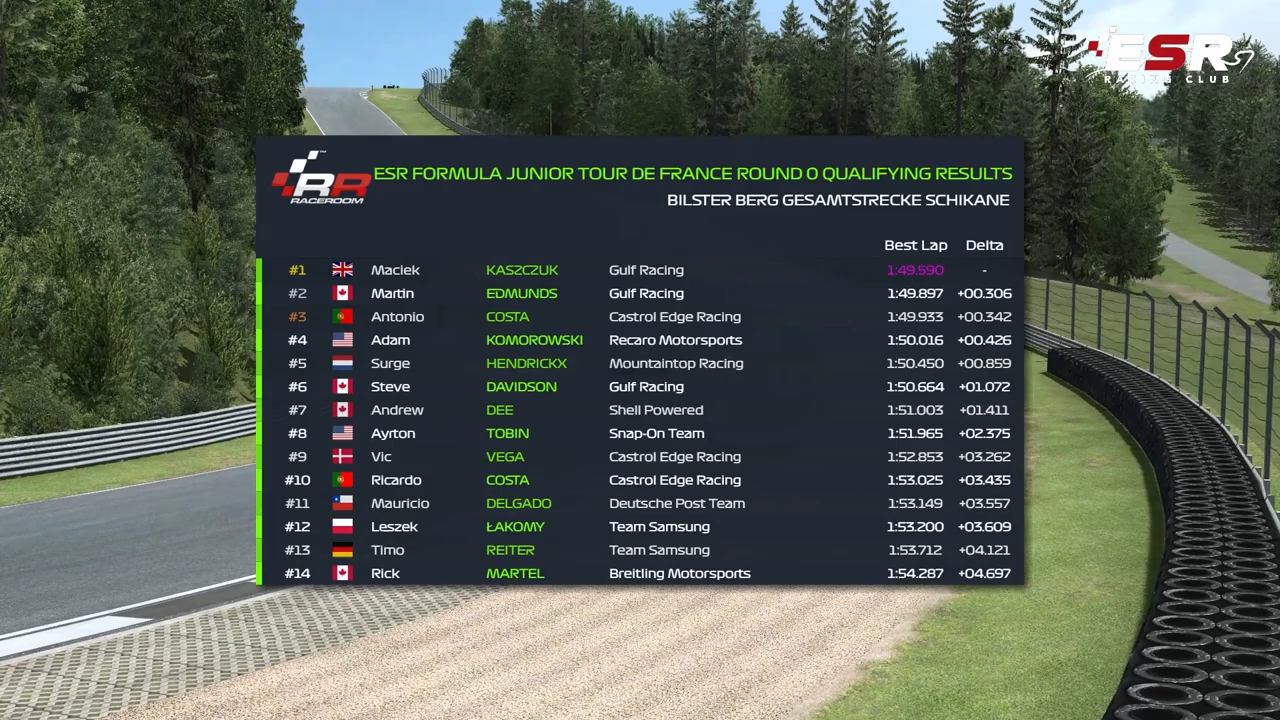 ESR
RACING CLUB
RR
RACEROOM™
ESR FORMULA JUNIOR TOUR DE FRANCE ROUND 0 QUALIFYING RESULTS
BILSTER BERG GESAMTSTRECKE SCHIKANE
Best Lap Delta
#1 Maciek KASZCZUK Gulf Racing 1:49.590 -
#2 Martin EDMUNDS Gulf Racing 1:49.897 +00.306
#3 Antonio COSTA Castrol Edge Racing 1:49.933 +00.342
#4 Adam KOMOROWSKI Recaro Motorsports 1:50.016 +00.426
#5 Surge HENDRICKX Mountaintop Racing 1:50.450 +00.859
#6 Steve DAVIDSON Gulf Racing 1:50.664 +01.072
#7 Andrew DEE Shell Powered 1:51.003 +01.411
#8 Ayrton TOBIN Snap-On Team 1:51.965 +02.375
#9 Vic VEGA Castrol Edge Racing 1:52.853 +03.262
#10 Ricardo COSTA Castrol Edge Racing 1:53.025 +03.435
#11 Mauricio DELGADO Deutsche Post Team 1:53.149 +03.557
#12 Leszek ŁAKOMY Team Samsung 1:53.200 +03.609
#13 Timo REITER Team Samsung 1:53.712 +04.121
#14 Rick MARTEL Breitling Motorsports 1:54.287 +04.697